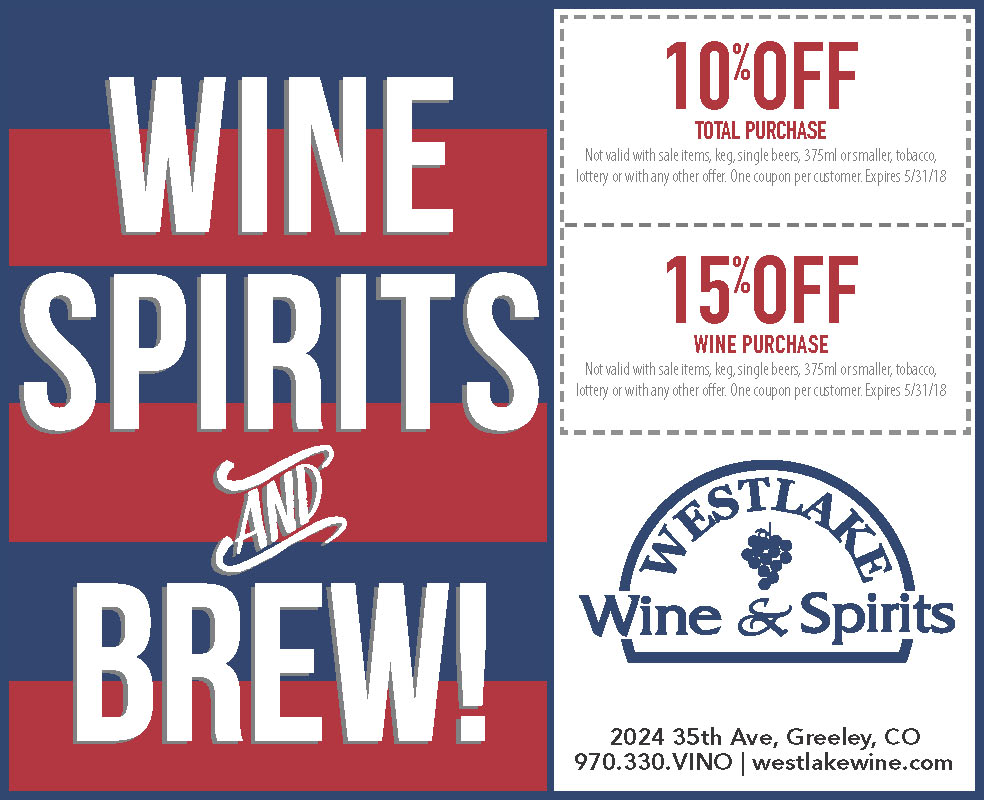 WINE
SPIRITS
AND
BREW!
10%OFF
TOTAL PURCHASE
Not valid with sale items, keg, single beers, 375ml or smaller, tobacco,
lottery or with any other offer. One coupon per customer. Expires 5/31/18
15%OFF
WINE PURCHASE
Not valid with sale items, keg, single beers, 375ml or smaller, tobacco,
lottery or with any other offer. One coupon per customer. Expires 5/31/18
WESTLAKE
Wine & Spirits
2024 35th Ave, Greeley, CO
970.330.VINO | westlakewine.com